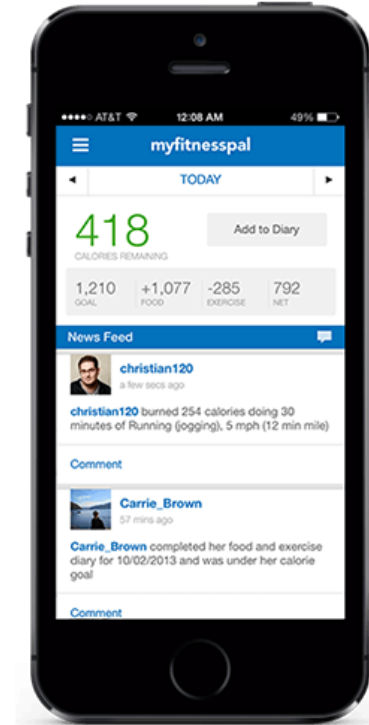 AT&T 12:08 AM 49%
myfitnesspal
TODAY
418
CALORIES REMAINING
Add to Diary
1,210 +1,077 -285 792
GOAL FOOD EXERCISE NET
News Feed
christian120
a few secs ago
christian120 burned 254 calories doing 30
minutes of Running (jogging), 5 mph (12 min mile)
Comment
Carrie_Brown
57 mins ago
Carrie_Brown completed her food and exercise
diary for 10/02/2013 and was under her calorie
goal
Comment